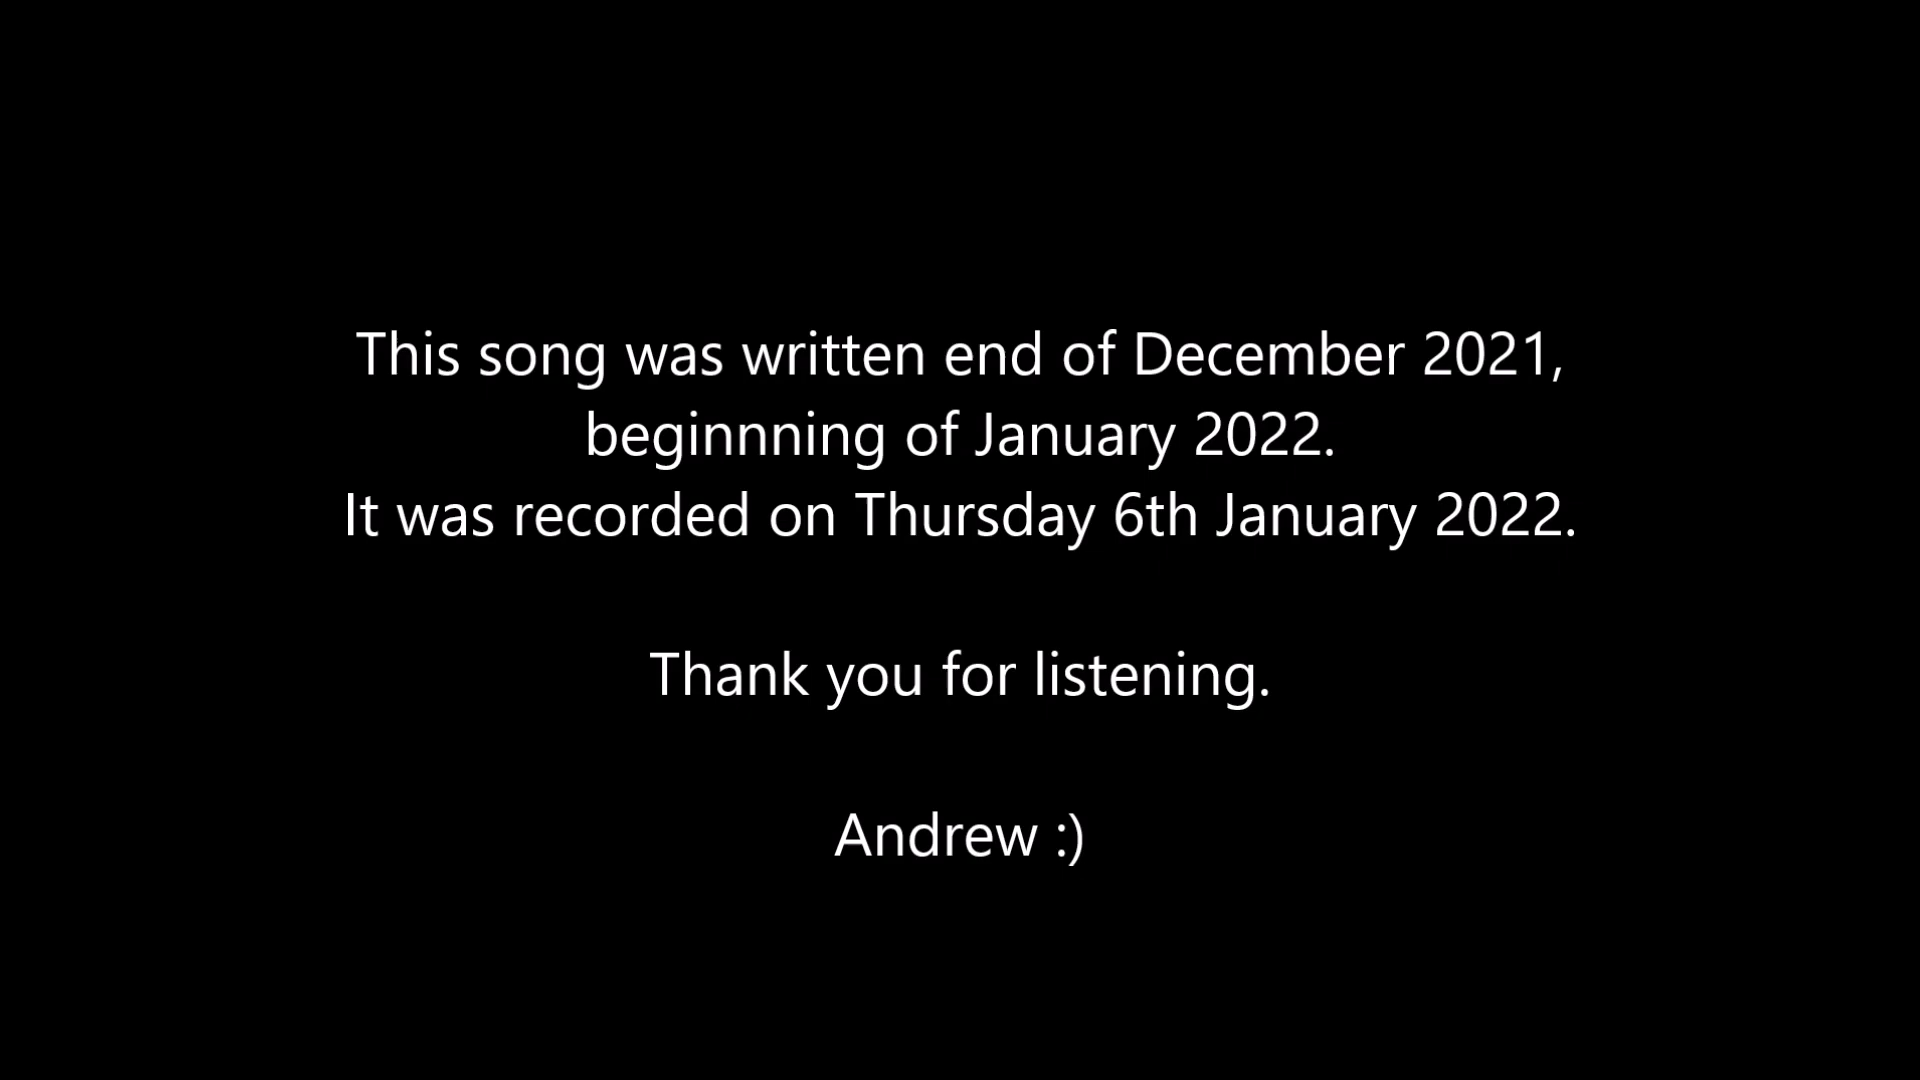 This song was written end of December 2021,
beginnning of January 2022.
It was recorded on Thursday 6th January 2022.
Thank you for listening.
Andrew :)